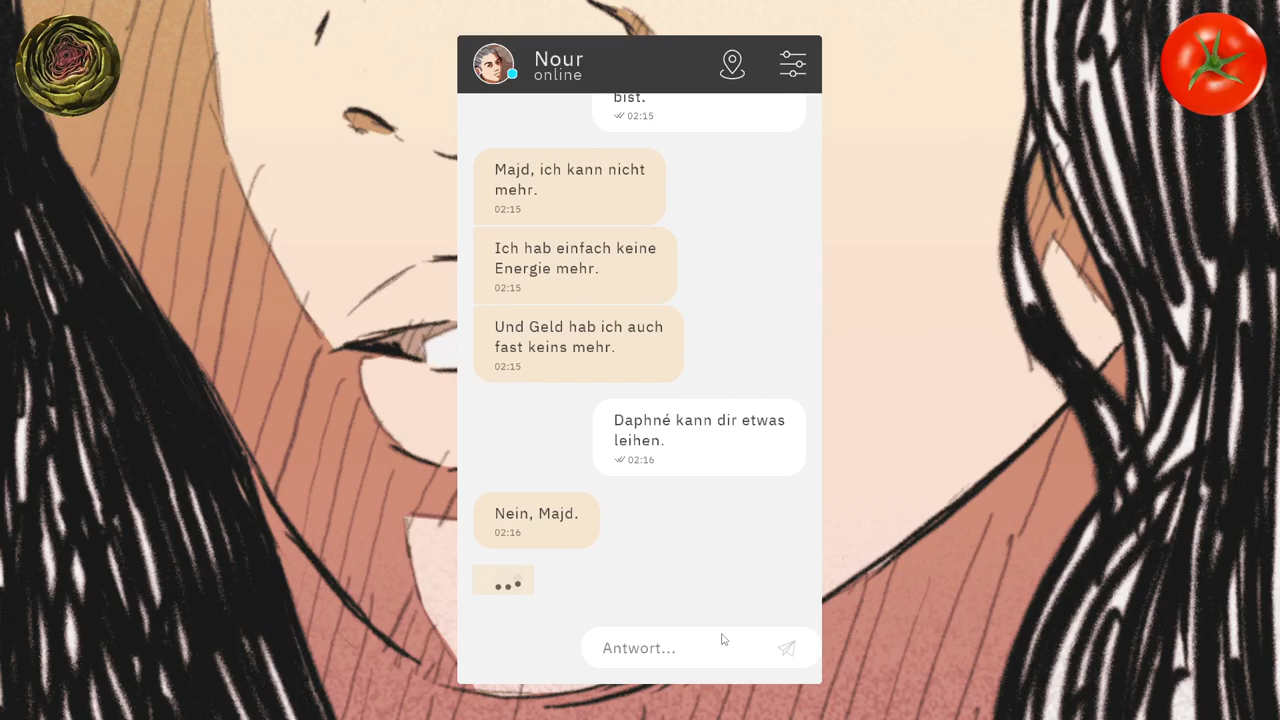 Nour
online
bist.
02:15
Majd, ich kann nicht
mehr.
02:15
Ich hab einfach keine
Energie mehr.
02:15
Und Geld hab ich auch
fast keins mehr.
02:15
Daphné kann dir etwas
leihen.
02:16
Nein, Majd.
02:16
Antwort...